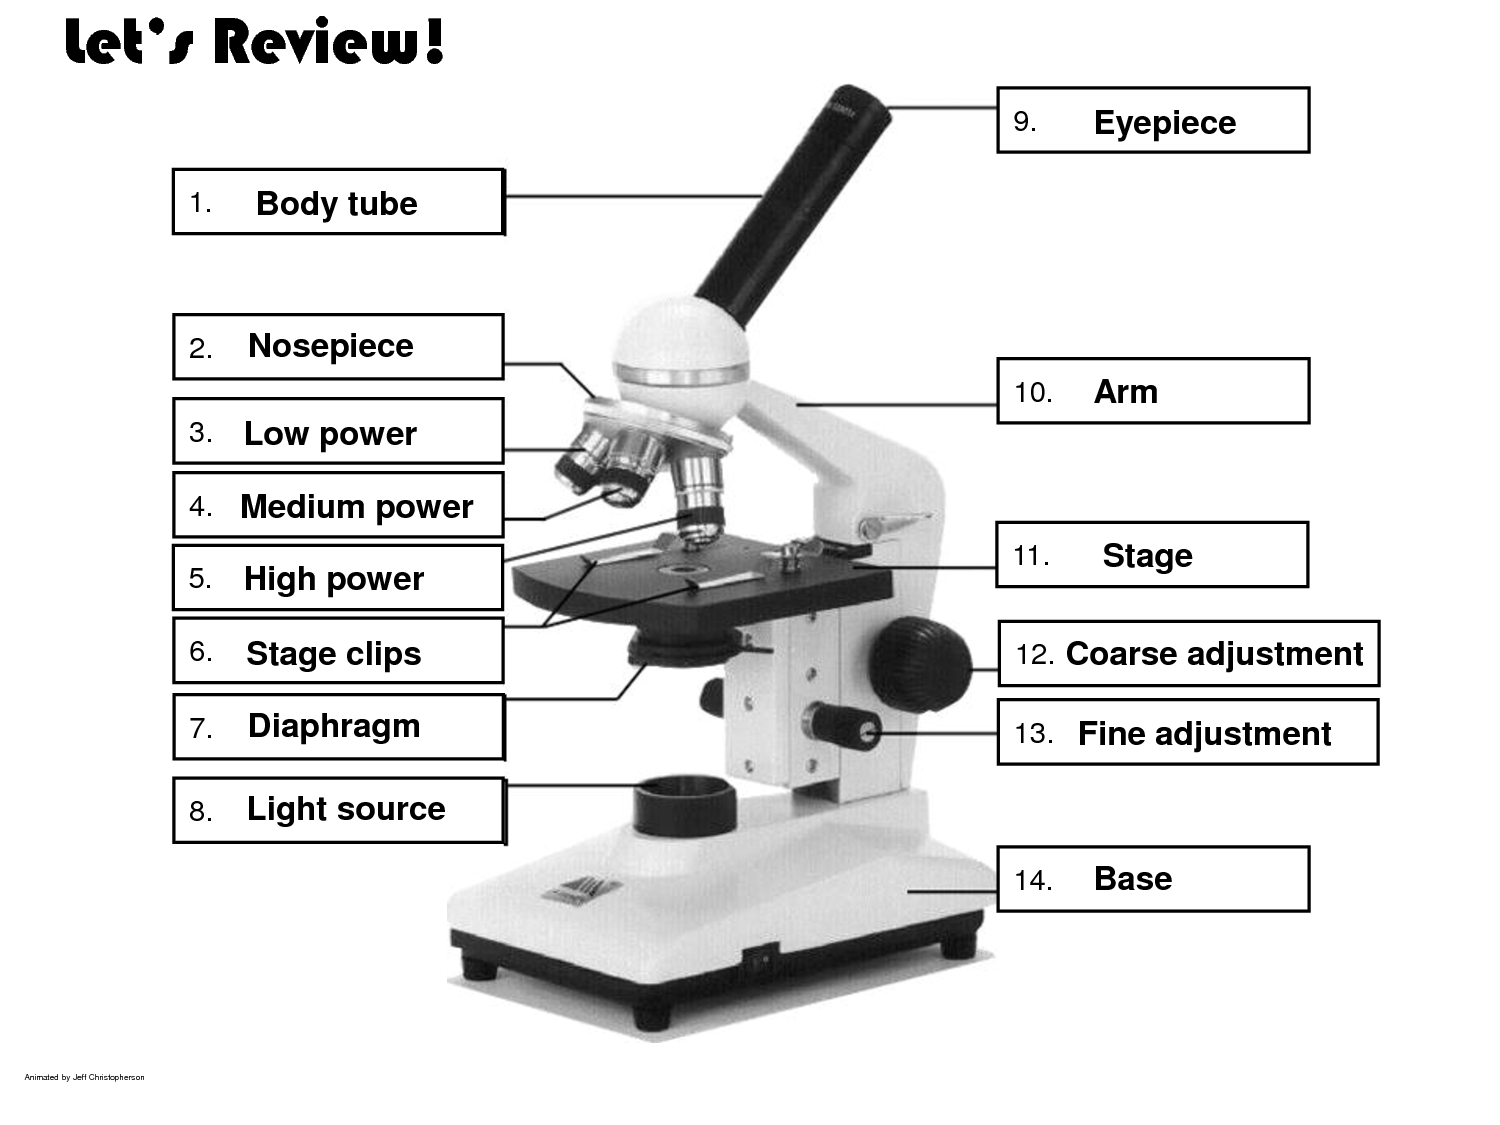 Let's Review!
1. Body tube
2. Nosepiece
3. Low power
4. Medium power
5. High power
6. Stage clips
7. Diaphragm
8. Light source
9. Eyepiece
10. Arm
11. Stage
12. Coarse adjustment
13. Fine adjustment
14. Base
Animated by Jeff Christopherson